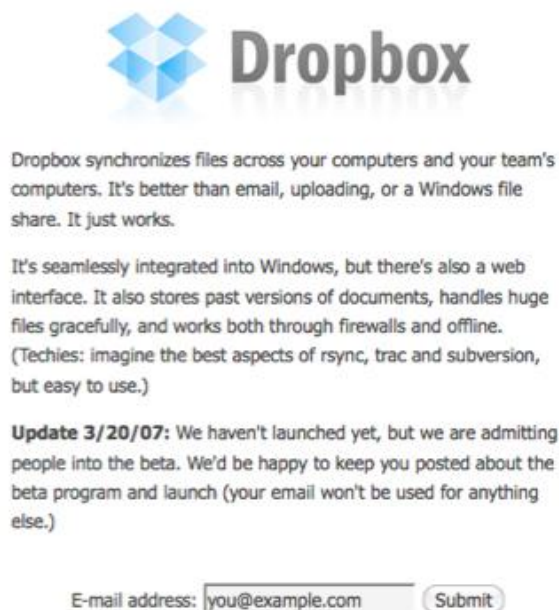 Dropbox
Dropbox synchronizes files across your computers and your team's
computers. It's better than email, uploading, or a Windows file
share. It just works.
It's seamlessly integrated into Windows, but there's also a web
interface. It also stores past versions of documents, handles huge
files gracefully, and works both through firewalls and offline.
(Techies: imagine the best aspects of rsync, trac and subversion,
but easy to use.)
Update 3/20/07: We haven't launched yet, but we are admitting
people into the beta. We'd be happy to keep you posted about the
beta program and launch (your email won't be used for anything
else.)
E-mail address: you@example.com Submit